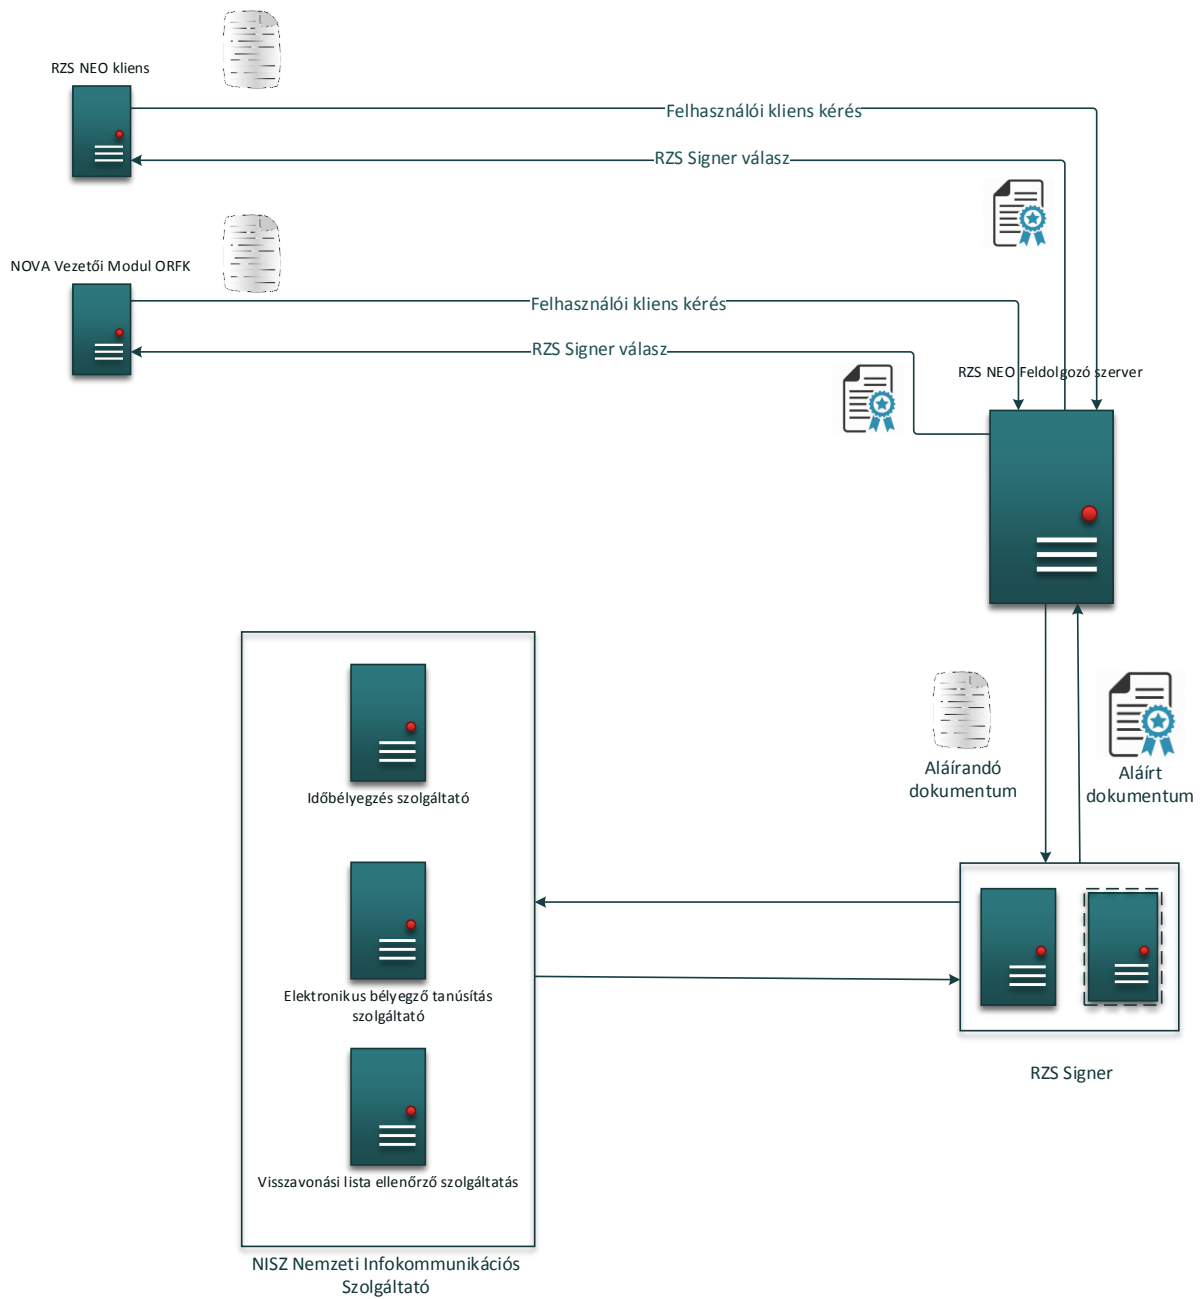 RZS NEO kliens
Felhasználói kliens kérés
RZS Signer válasz
NOVA Vezetői Modul ORFK
Felhasználói kliens kérés
RZS Signer válasz
RZS NEO Feldolgozó szerver
Aláírandó
dokumentum
Aláírt
dokumentum
Időbélyegzés szolgáltató
Elektronikus bélyegző tanúsítás
szolgáltató
Visszavonási lista ellenőrző szolgáltatás
RZS Signer
NISZ Nemzeti Infokommunikációs
Szolgáltató